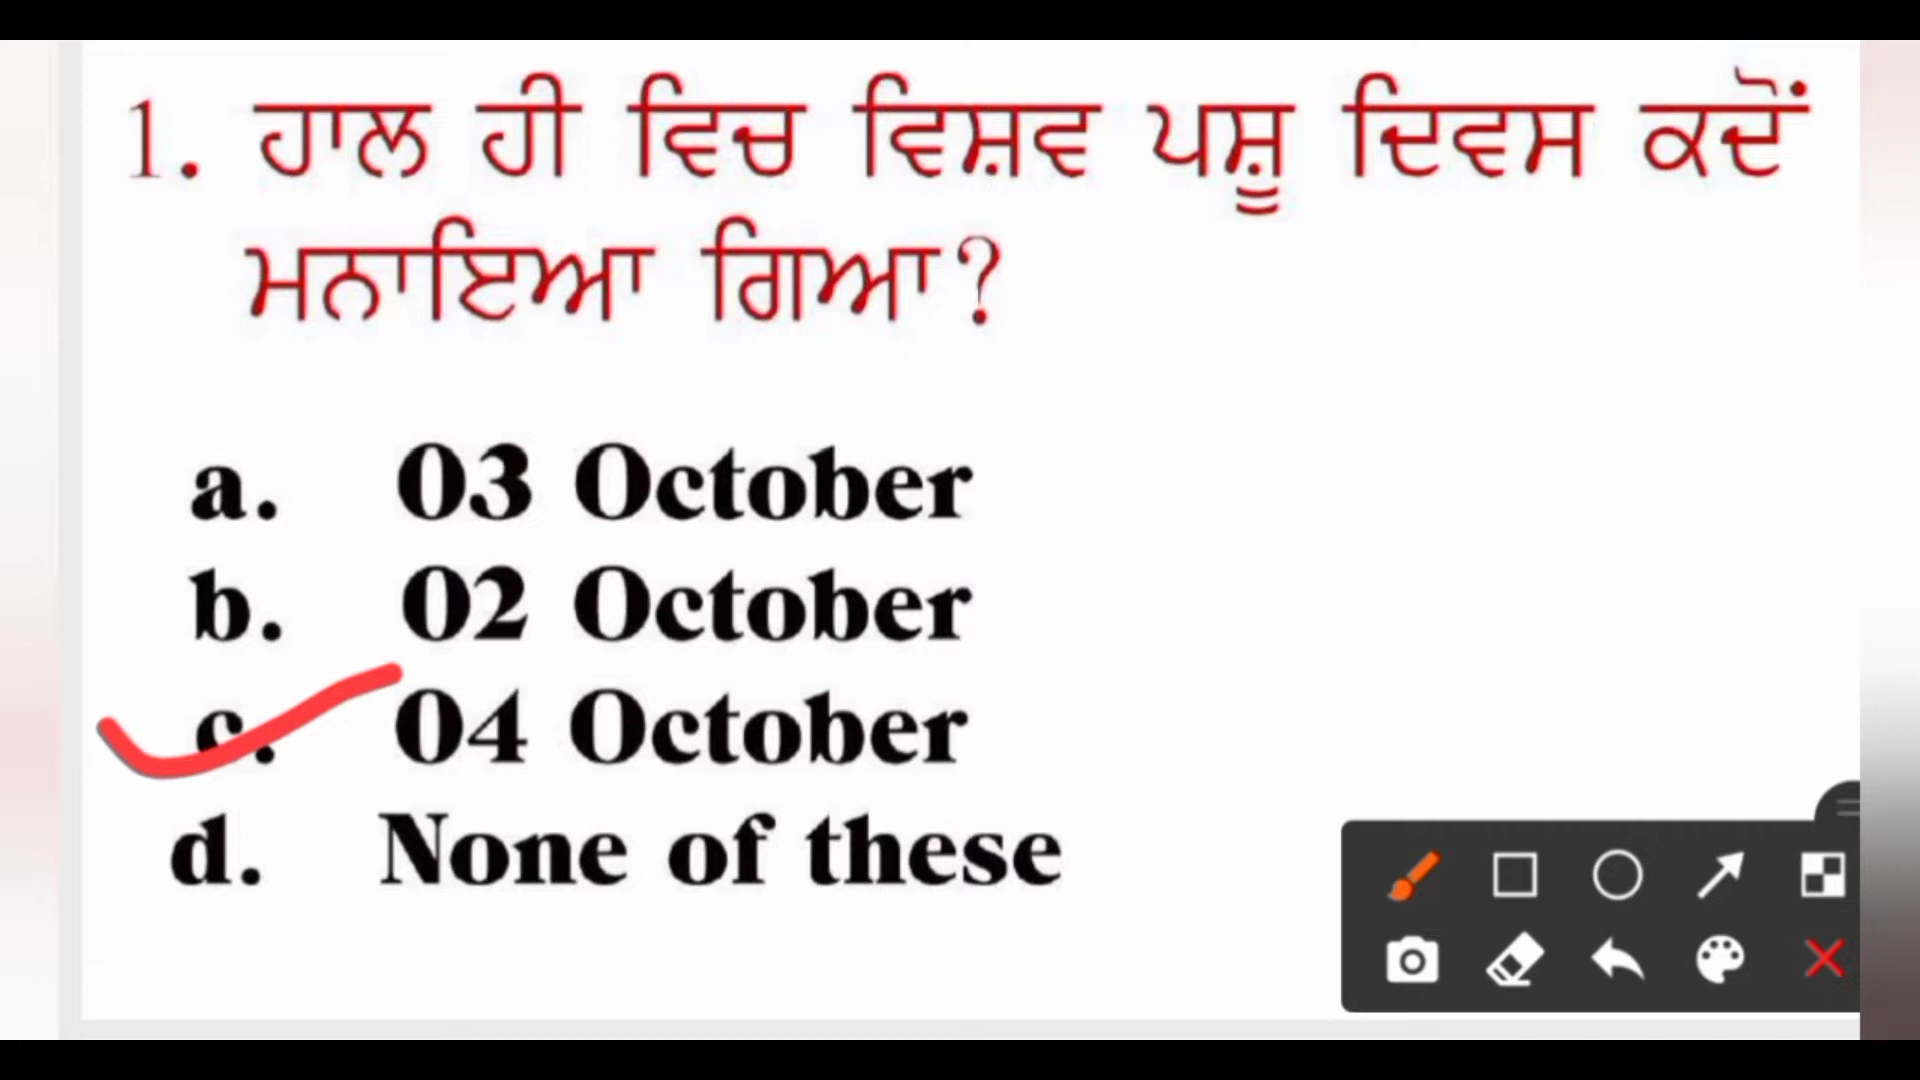 1. ਹਾਲ ਹੀ ਵਿਚ ਵਿਸ਼ਵ ਪਸ਼ੂ ਦਿਵਸ ਕਦੋਂ
ਮਨਾਇਆ ਗਿਆ?
a. 03 October
b. 02 October
c. 04 October
d. None of these